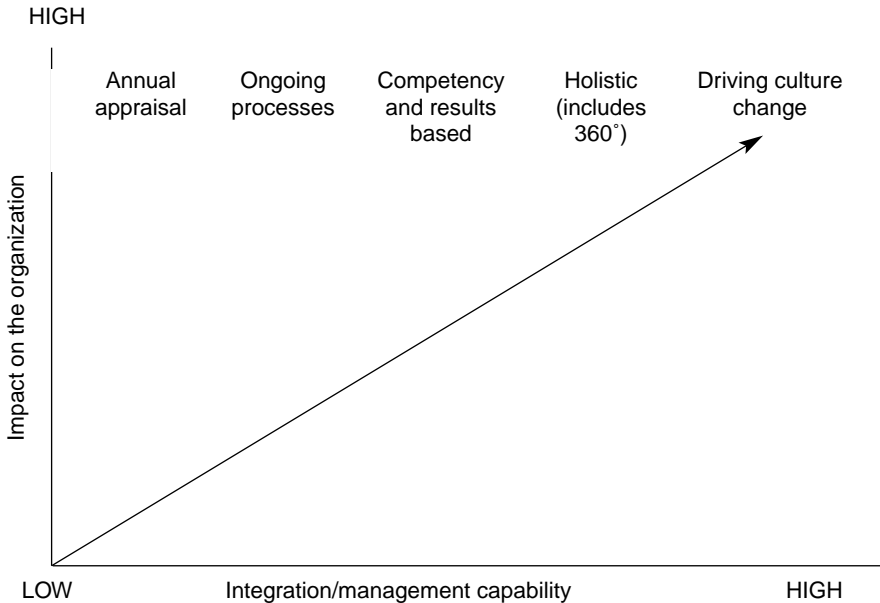 HIGH
Annual
appraisal
Ongoing
processes
Competency
and results
based
Holistic
(includes
360˚)
Driving culture
change
Impact on the organization
LOW
Integration/management capability
HIGH